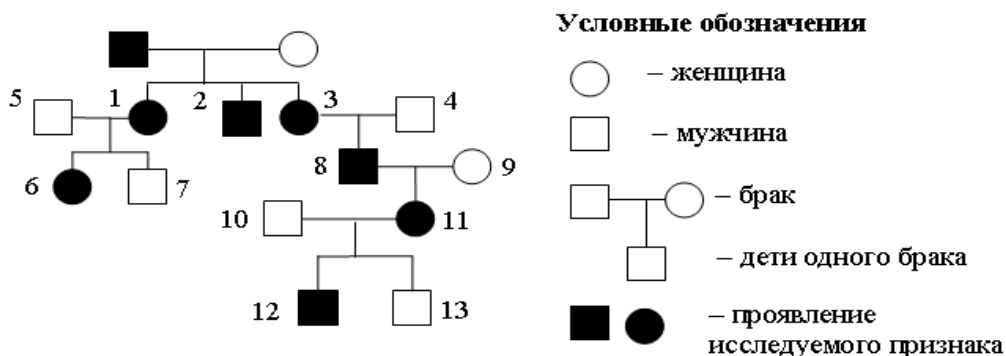 Условные обозначения
– женщина
– мужчина
– брак
– дети одного брака
– проявление
исследуемого признака
5
1
2
3
4
6
7
8
9
10
11
12
13